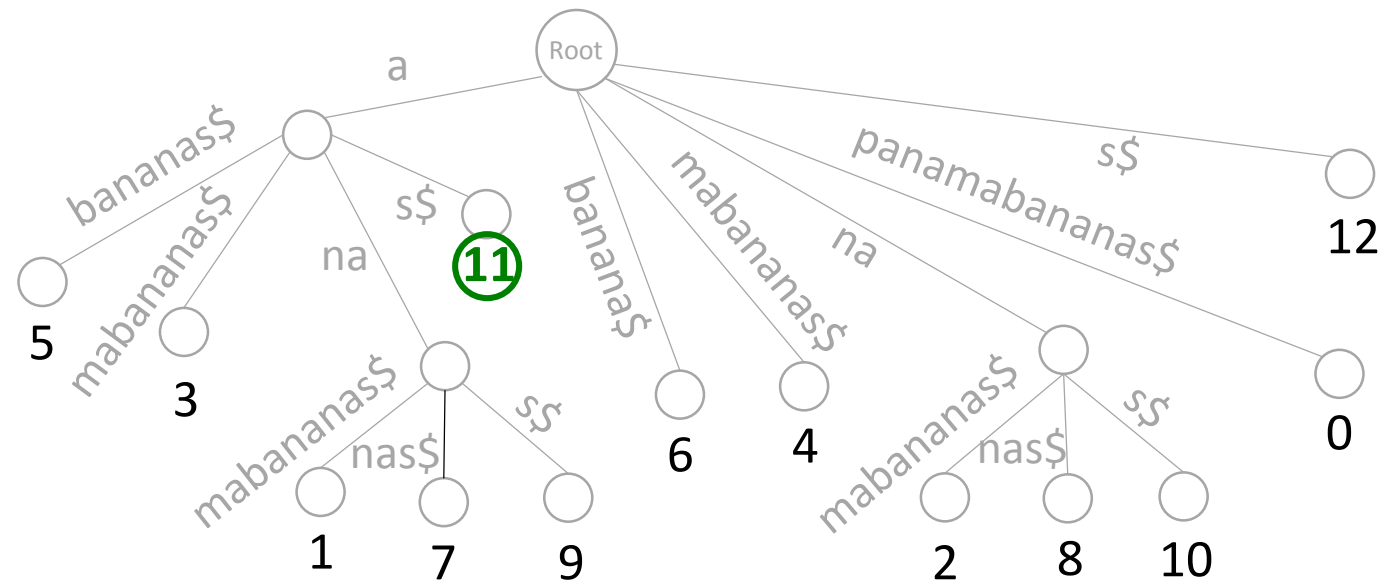 Root
a
s$
bananas$
mabananas$
na
s$
11
banana$
mabananas$
na
panamabananas$
12
5
3
mabananas$
nas$
s$
6
4
mabananas$
nas$
s$
0
1
7
9
2
8
10